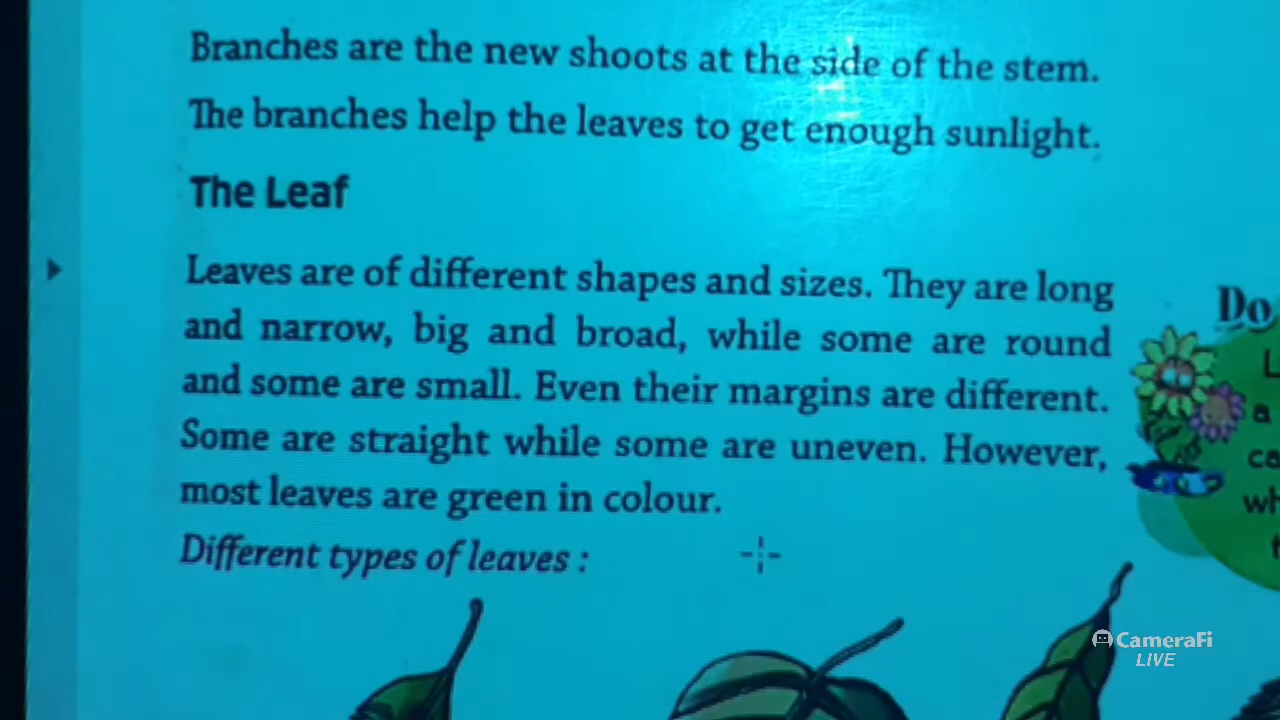 Branches are the new shoots at the side of the stem.
The branches help the leaves to get enough sunlight.
The Leaf
Leaves are of different shapes and sizes. They are long
and narrow, big and broad, while some are round
and some are small. Even their margins are different.
Some are straight while some are uneven. However,
most leaves are green in colour.
Different types of leaves :
Do
a
CameraFi
LIVE